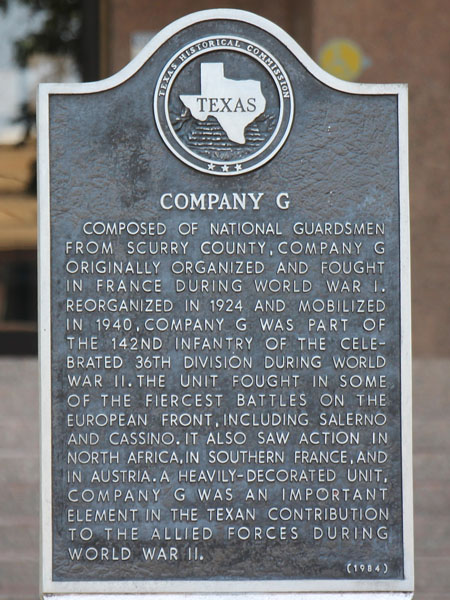 TEXAS HISTORICAL COMMISSION
TEXAS
COMPANY G
COMPOSED OF NATIONAL GUARDSMEN
FROM SCURRY COUNTY, COMPANY G
ORIGINALLY ORGANIZED AND FOUGHT
IN FRANCE DURING WORLD WAR I.
REORGANIZED IN 1924 AND MOBILIZED
IN 1940, COMPANY G WAS PART OF
THE 142ND INFANTRY OF THE CELE-
BRATED 36TH DIVISION DURING WORLD
WAR II. THE UNIT FOUGHT IN SOME
OF THE FIERCEST BATTLES ON THE
EUROPEAN FRONT, INCLUDING SALERNO
AND CASSINO. IT ALSO SAW ACTION IN
NORTH AFRICA, IN SOUTHERN FRANCE, AND
IN AUSTRIA. A HEAVILY-DECORATED UNIT,
COMPANY G WAS AN IMPORTANT
ELEMENT IN THE TEXAN CONTRIBUTION
TO THE ALLIED FORCES DURING
WORLD WAR II.
(1984)